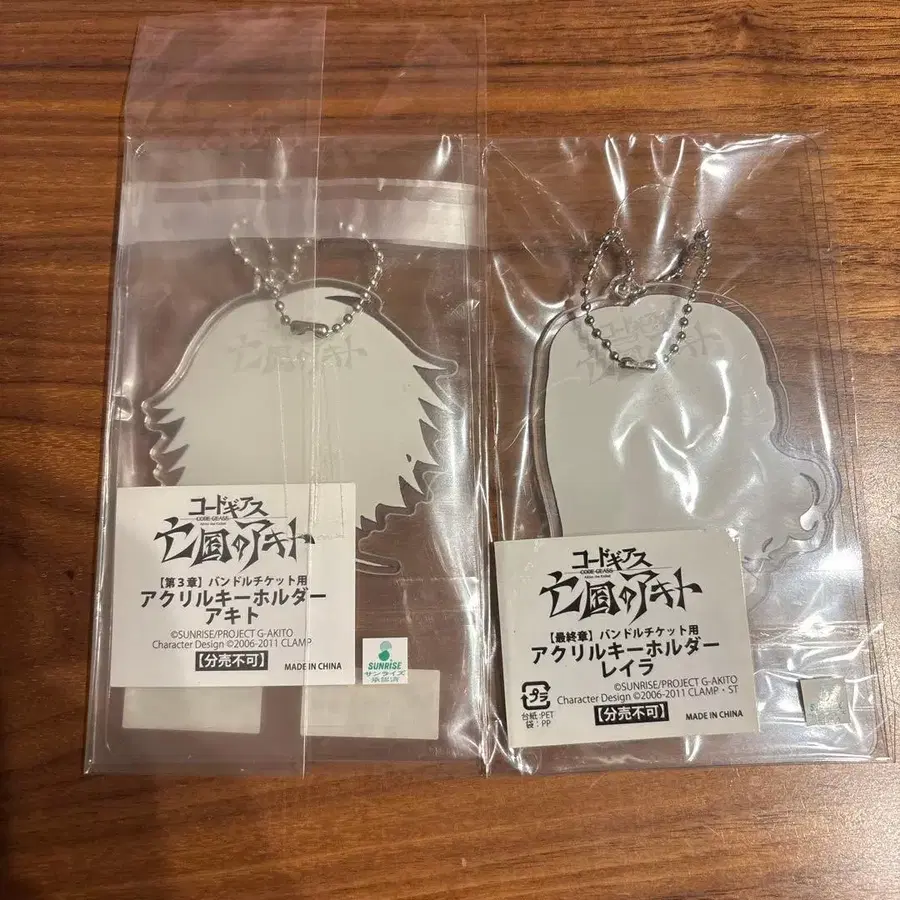 コードギアス
CODE GEASS
亡国のアキト
【第3章】バンドルチケット用
アクリルキーホルダー
アキト
©SUNRISE/PROJECT G-AKITO
Character Design ©2006-2011 CLAMP
【分売不可】
MADE IN CHINA
SUNRISE
サンライズ
承認済
コードギアス
CODE GEASS
亡国のアキト
【最終章】バンドルチケット用
アクリルキーホルダー
レイラ
©SUNRISE/PROJECT G-AKITO
Character Design ©2006-2011 CLAMP・ST
プラ
台紙:PET
袋:PP
【分売不可】
MADE IN CHINA